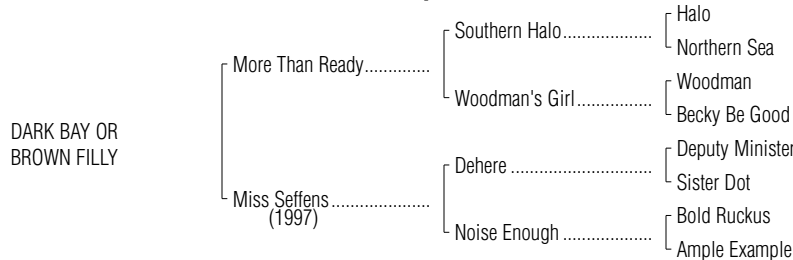 Halo
Southern Halo....................
Northern Sea
More Than Ready..............
Woodman
Woodman's Girl.................
Becky Be Good
DARK BAY OR
BROWN FILLY
Deputy Minister
Dehere .........................
Sister Dot
Miss Seffens......................
(1997)
Bold Ruckus
Noise Enough ....................
Ample Example